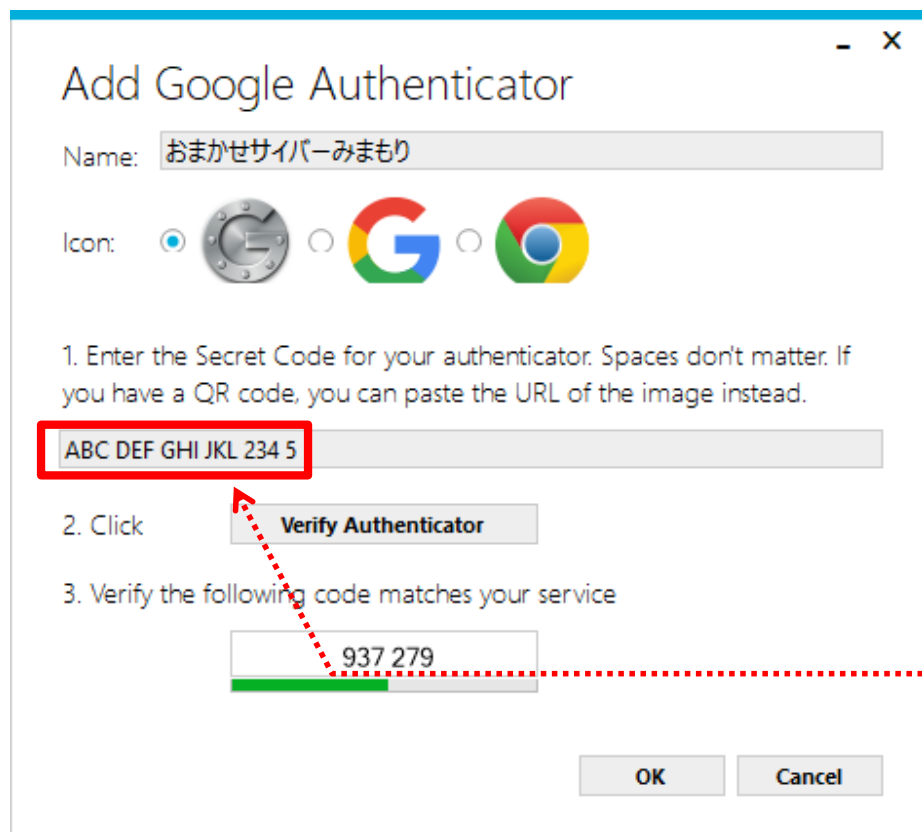 Add Google Authenticator
Name: おまかせサイバーみまもり
Icon:
1. Enter the Secret Code for your authenticator. Spaces don't matter. If
you have a QR code, you can paste the URL of the image instead.
ABC DEF GHI JKL 234 5
2. Click Verify Authenticator
3. Verify the following code matches your service
937 279
OK Cancel